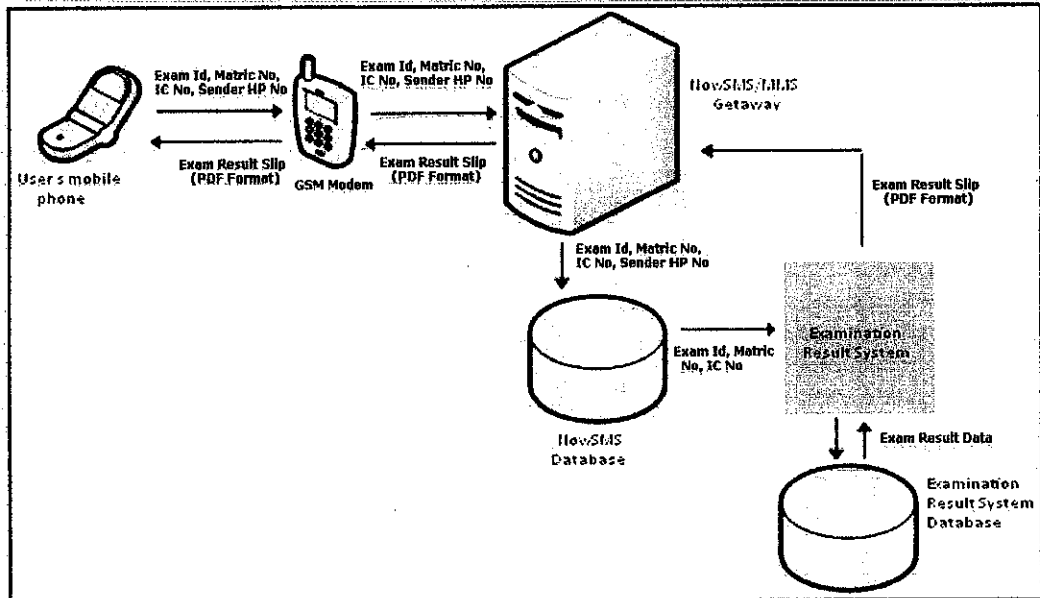 Exam Id, Matric No,
IC No, Sender HP No
Exam Id, Matric No,
IC No, Sender HP No
NowSMS/MMS
Getaway
Exam Result Slip
(PDF Format)
Exam Result Slip
(PDF Format)
User's mobile
phone
GSM Modem
Exam Result Slip
(PDF Format)
Exam Id, Matric No,
IC No, Sender HP No
Examination
Result System
Exam Id, Matric
No, IC No
NowSMS
Database
Exam Result Data
Examination
Result System
Database